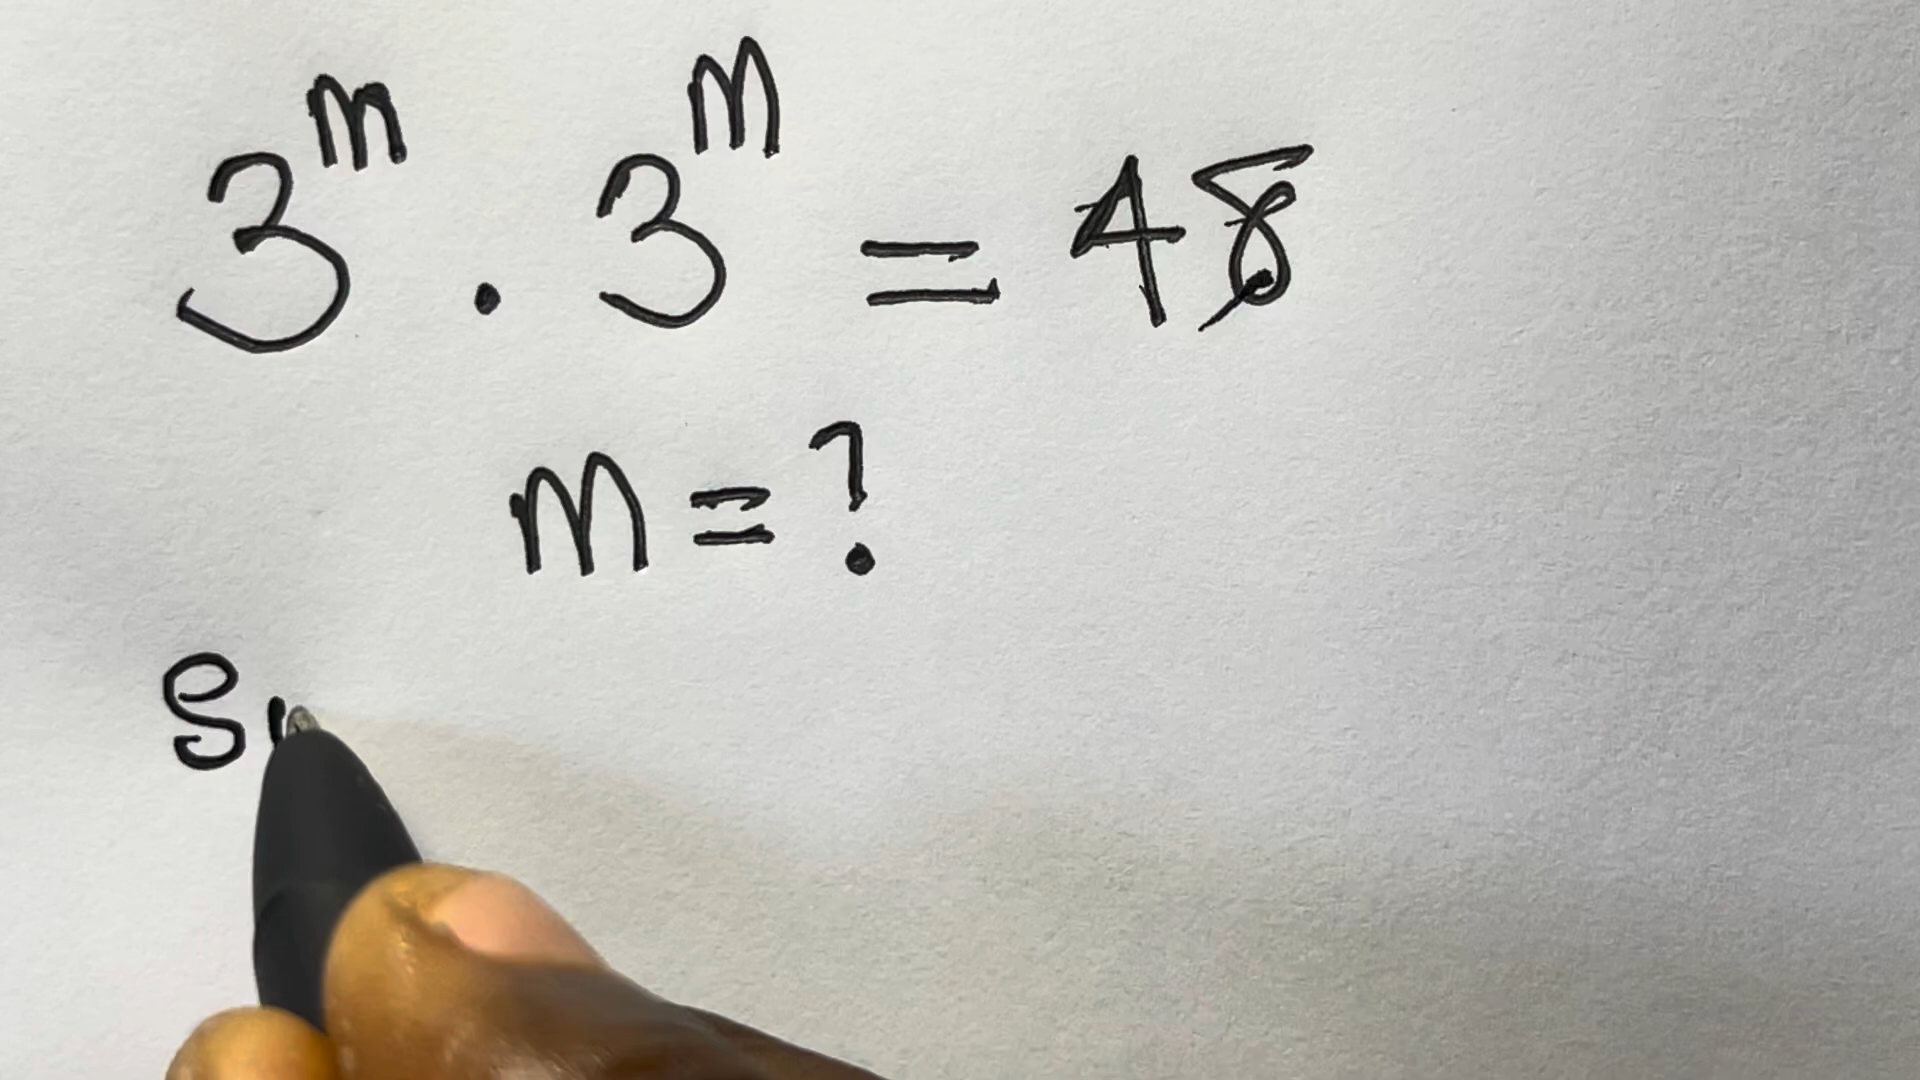 3^m . 3^m = 48
m = ?
S